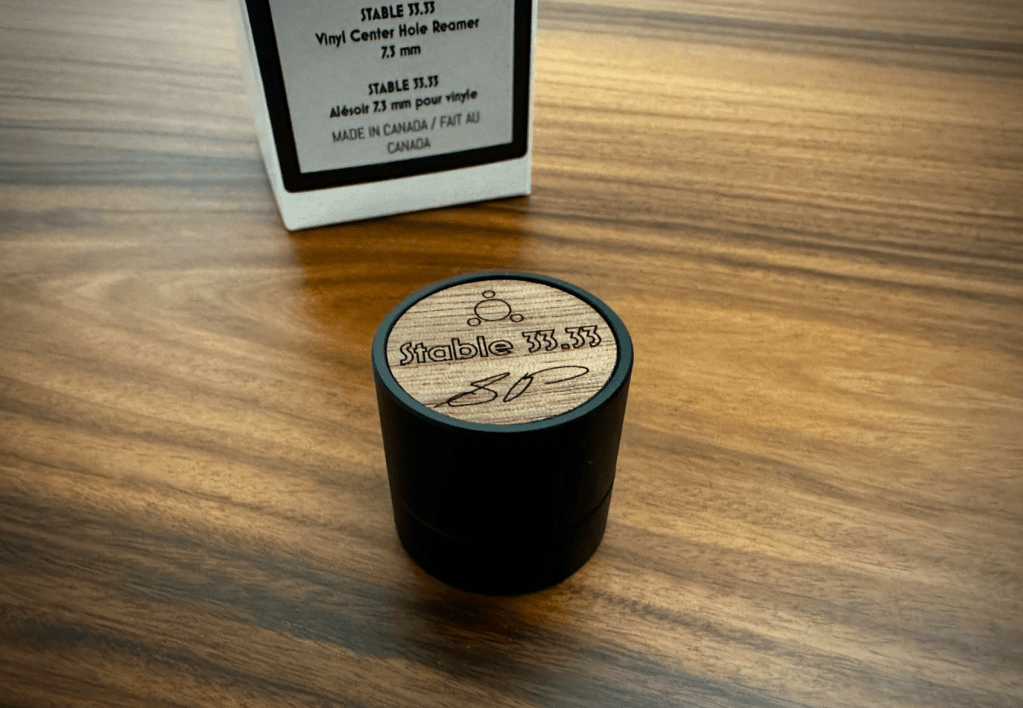 STABLE 33.33
Vinyl Center Hole Reamer
7.3 mm
STABLE 33.33
Alésoir 7.3 mm pour vinyle
MADE IN CANADA / FAIT AU
CANADA
Stable 33.33